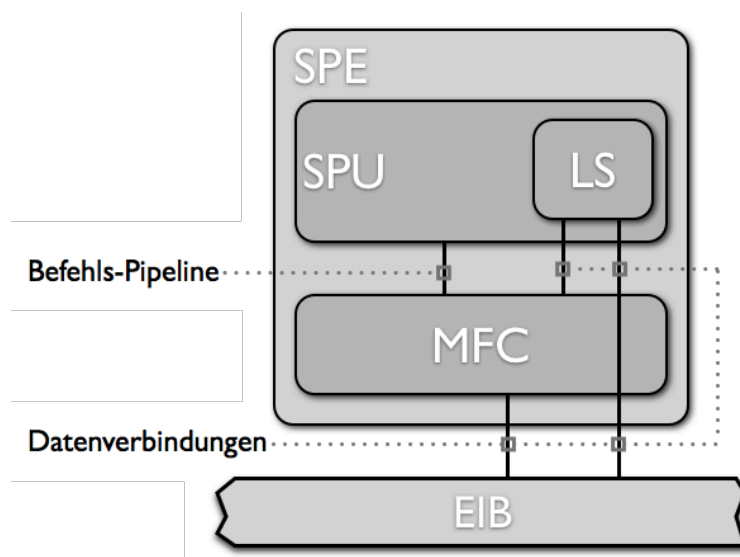 SPE
SPU
LS
Befehls-Pipeline
MFC
Datenverbindungen
EIB